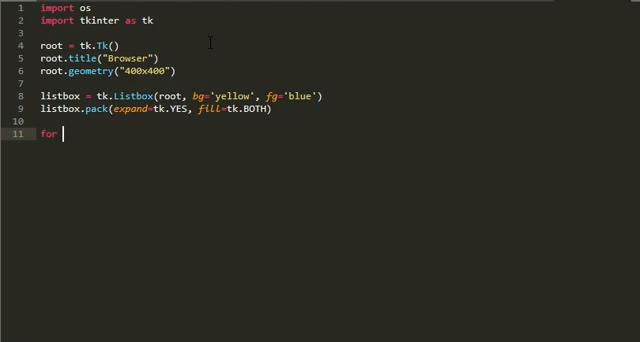 1 import os
2 import tkinter as tk
3
4 root = tk.Tk()
5 root.title("Browser")
6 root.geometry("400x400")
7
8 listbox = tk.Listbox(root, bg='yellow', fg='blue')
9 listbox.pack(expand=tk.YES, fill=tk.BOTH)
10
11 for